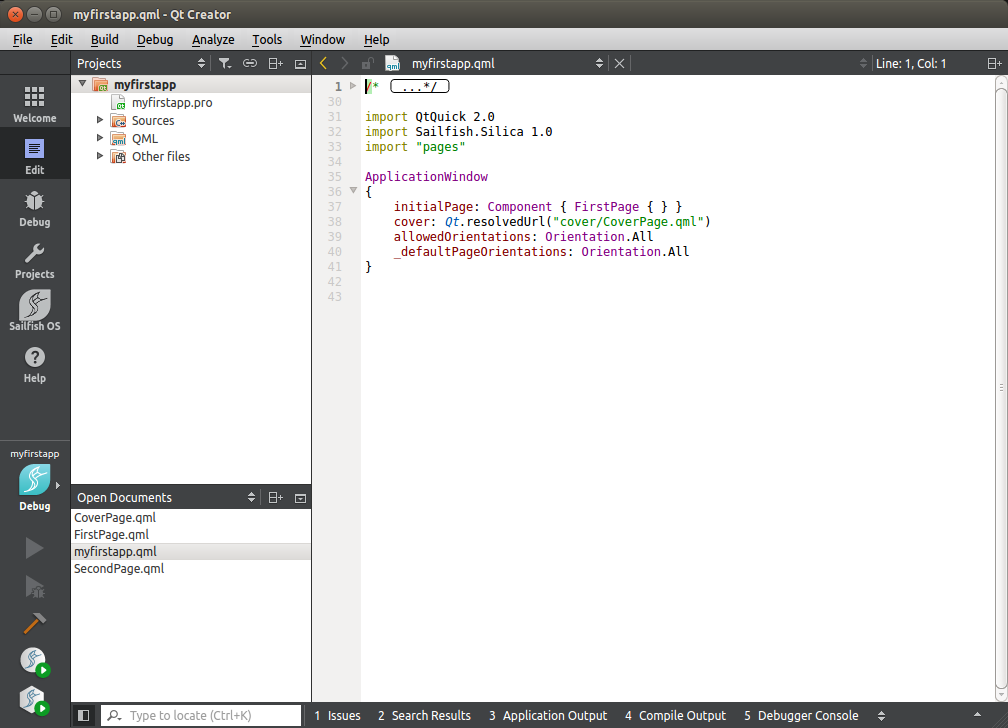 myfirstapp.qml - Qt Creator
File Edit Build Debug Analyze Tools Window Help
Projects
myfirstapp.qml
Line: 1, Col: 1
Welcome
Edit
Debug
Projects
Sailfish OS
Help
myfirstapp
Debug
myfirstapp
myfirstapp.pro
Sources
QML
Other files
Open Documents
CoverPage.qml
FirstPage.qml
myfirstapp.qml
SecondPage.qml
1 /* ...*/
30
31 import QtQuick 2.0
32 import Sailfish.Silica 1.0
33 import "pages"
34
35 ApplicationWindow
36 {
37     initialPage: Component { FirstPage { } }
38     cover: Qt.resolvedUrl("cover/CoverPage.qml")
39     allowedOrientations: Orientation.All
40     _defaultPageOrientations: Orientation.All
41 }
42
43
Type to locate (Ctrl+K)
1 Issues 2 Search Results 3 Application Output 4 Compile Output 5 Debugger Console